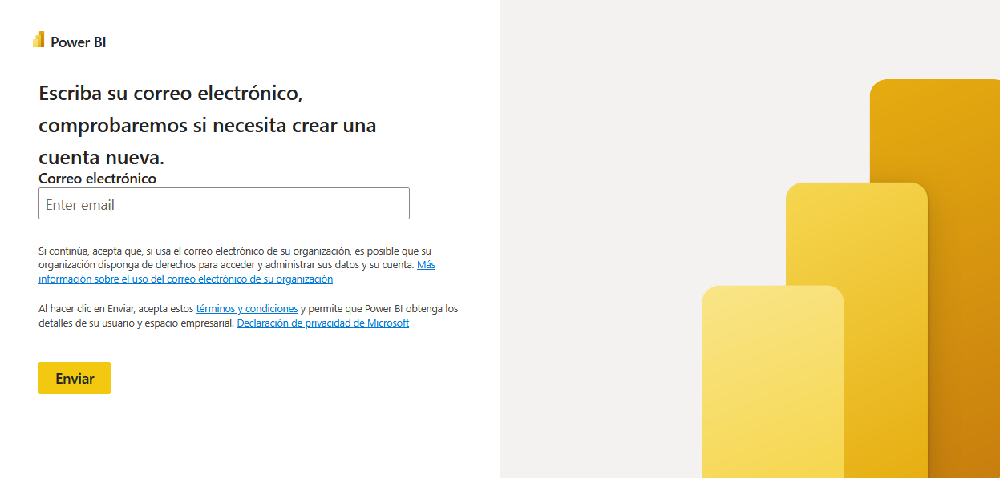 Power BI
Escriba su correo electrónico,
comprobaremos si necesita crear una
cuenta nueva.
Correo electrónico
Enter email
Si continúa, acepta que, si usa el correo electrónico de su organización, es posible que su
organización disponga de derechos para acceder y administrar sus datos y su cuenta. Más
información sobre el uso del correo electrónico de su organización
Al hacer clic en Enviar, acepta estos términos y condiciones y permite que Power BI obtenga los
detalles de su usuario y espacio empresarial. Declaración de privacidad de Microsoft
Enviar